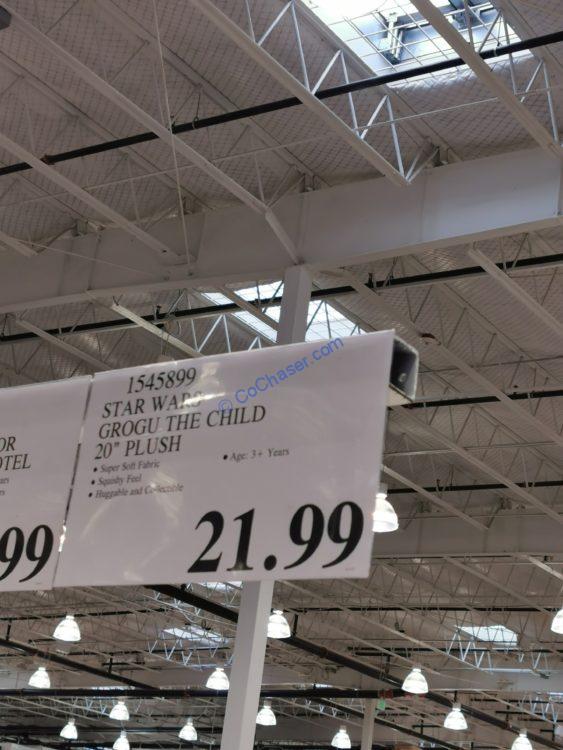 1545899
STAR WARS
GROGU THE CHILD
20" PLUSH
• Super Soft Fabric
• Squishy Feel
• Huggable and Collectible
• Age: 3+ Years
21.99
© CoChaser.com
OR
OTEL
99